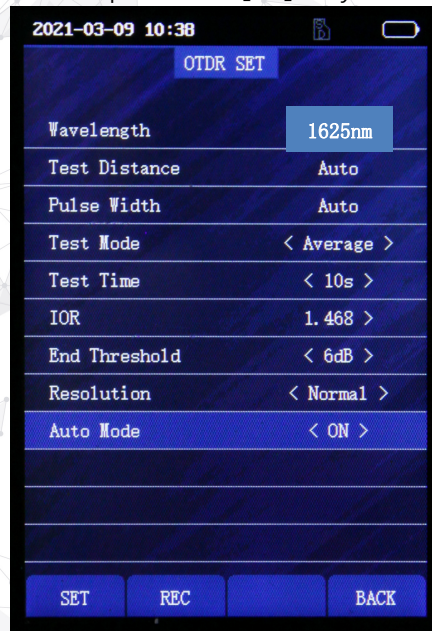 2021-03-09 10:38
OTDR SET
Wavelength 1625nm
Test Distance Auto
Pulse Width Auto
Test Mode < Average >
Test Time < 10s >
IOR 1.468 >
End Threshold < 6dB >
Resolution < Normal >
Auto Mode < ON >
SET REC BACK